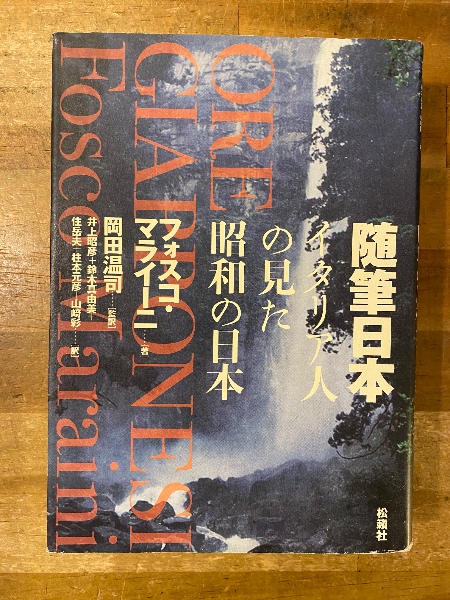 随筆日本
イタリア人
の見た
昭和の日本
フォスコ・
マライーニ……著
岡田温司……監訳
井上昭彦＋鈴木真由美
住岳夫＋柱本元彦＋山崎彰……訳
ORE
GIAPPONESI
Fosco Maraini
松籟社